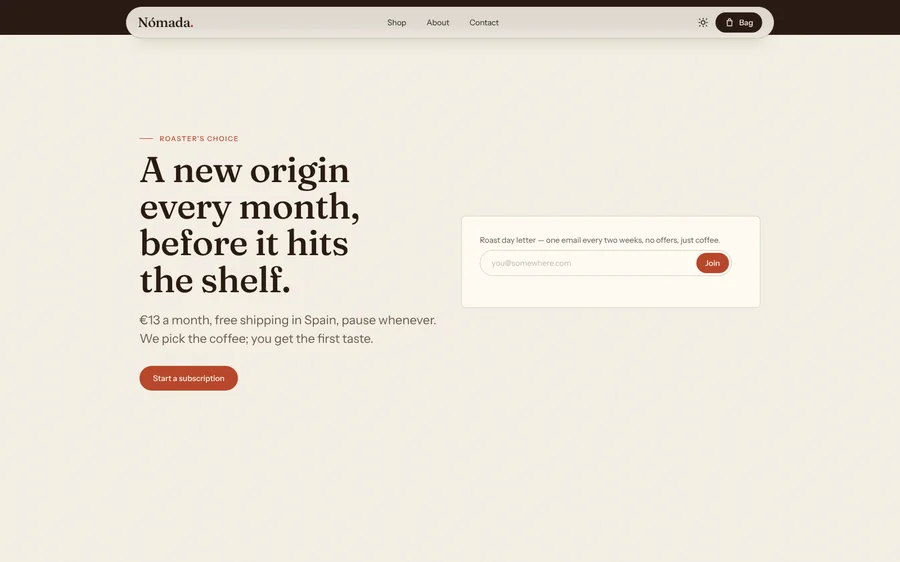 Nómada.
Shop
About
Contact
Bag
ROASTER'S CHOICE
A new origin
every month,
before it hits
the shelf.
€13 a month, free shipping in Spain, pause whenever.
We pick the coffee; you get the first taste.
Start a subscription
Roast day letter — one email every two weeks, no offers, just coffee.
you@somewhere.com
Join